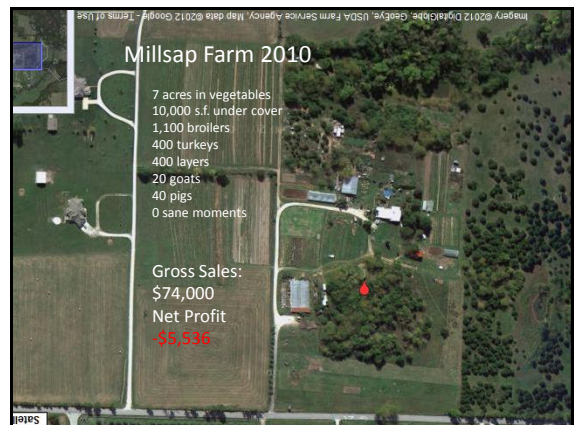 Imagery ©2012 DigitalGlobe, GeoEye, USDA Farm Service Agency, Map data ©2012 Google - Terms of Use
Millsap Farm 2010
7 acres in vegetables
10,000 s.f. under cover
1,100 broilers
400 turkeys
400 layers
20 goats
40 pigs
0 sane moments
Gross Sales:
$74,000
Net Profit
-$5,536